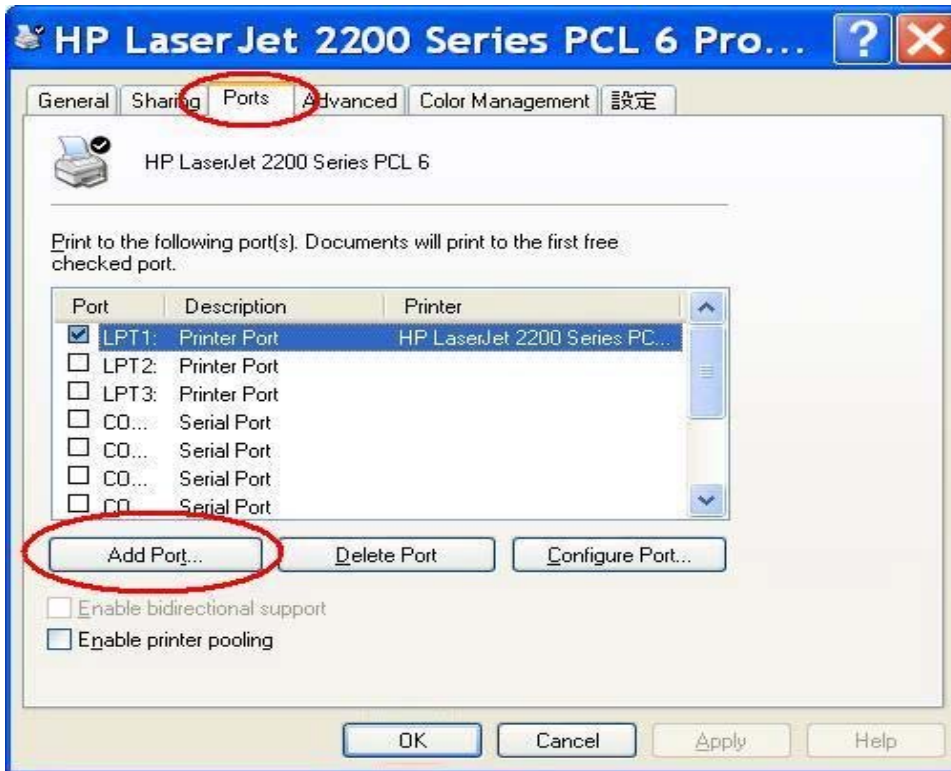 HP LaserJet 2200 Series PCL 6 Pro... ?
General Sharing Ports Advanced Color Management 設定
HP LaserJet 2200 Series PCL 6
Print to the following port(s). Documents will print to the first free
checked port.
Port Description Printer
LPT1: Printer Port HP LaserJet 2200 Series PC...
LPT2: Printer Port
LPT3: Printer Port
CO... Serial Port
CO... Serial Port
CO... Serial Port
CO... Serial Port
Add Port... Delete Port Configure Port...
Enable bidirectional support
Enable printer pooling
OK Cancel Apply Help